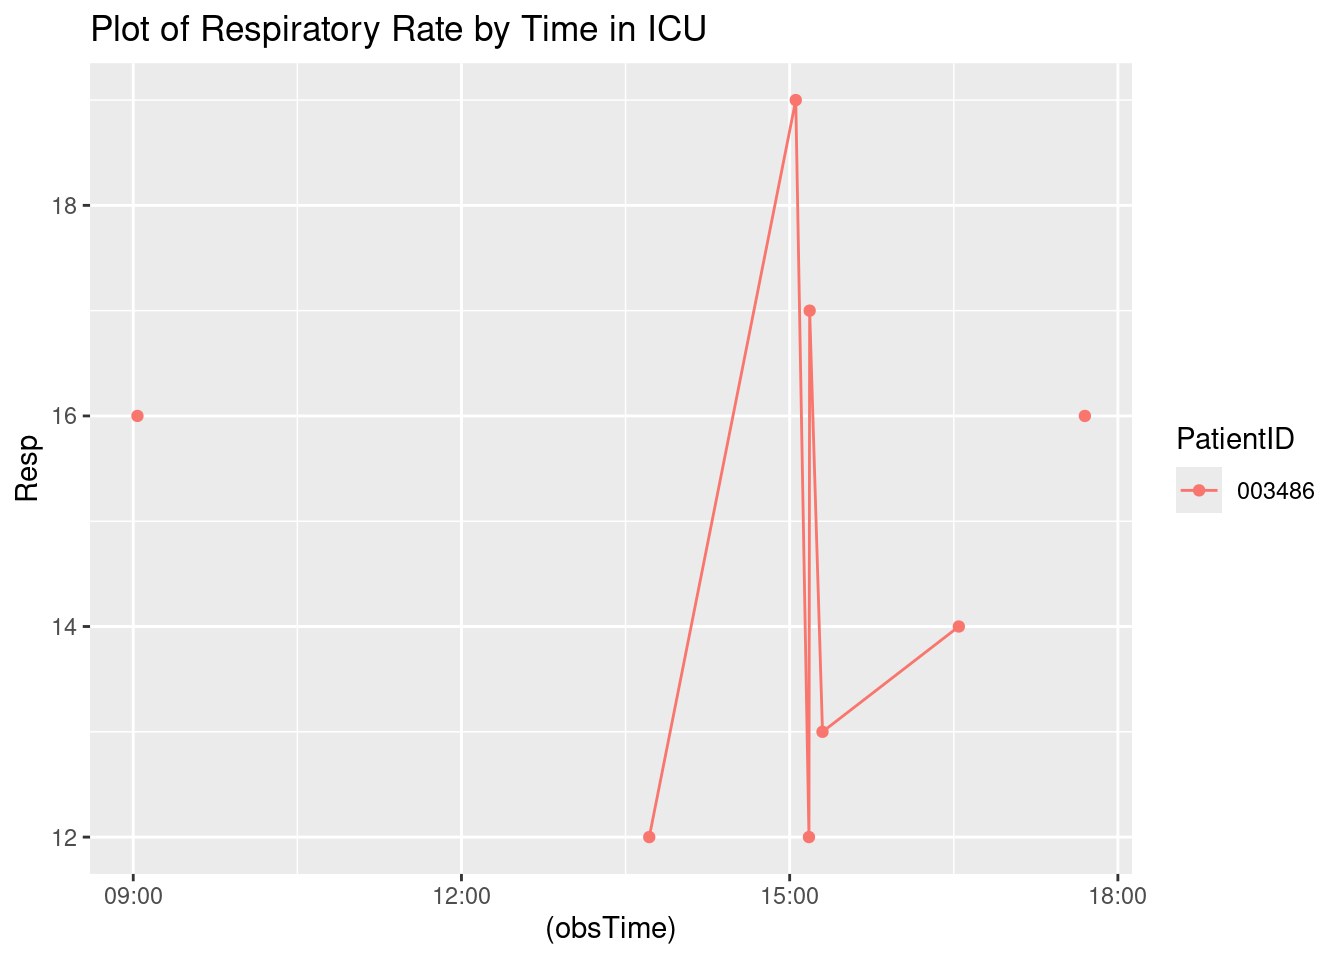 Plot of Respiratory Rate by Time in ICU
18
16
14
12
Resp
09:00 12:00 15:00 18:00
(obsTime)
PatientID
003486